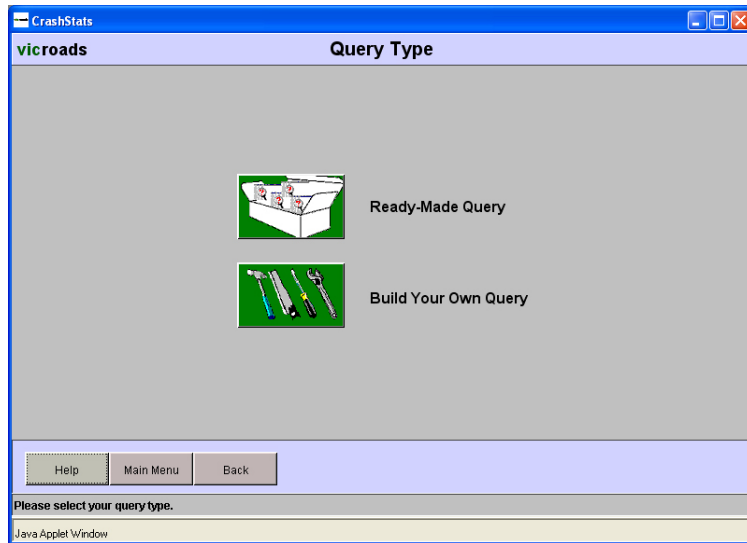 CrashStats
vicroads Query Type
Ready-Made Query
Build Your Own Query
Help Main Menu Back
Please select your query type.
Java Applet Window